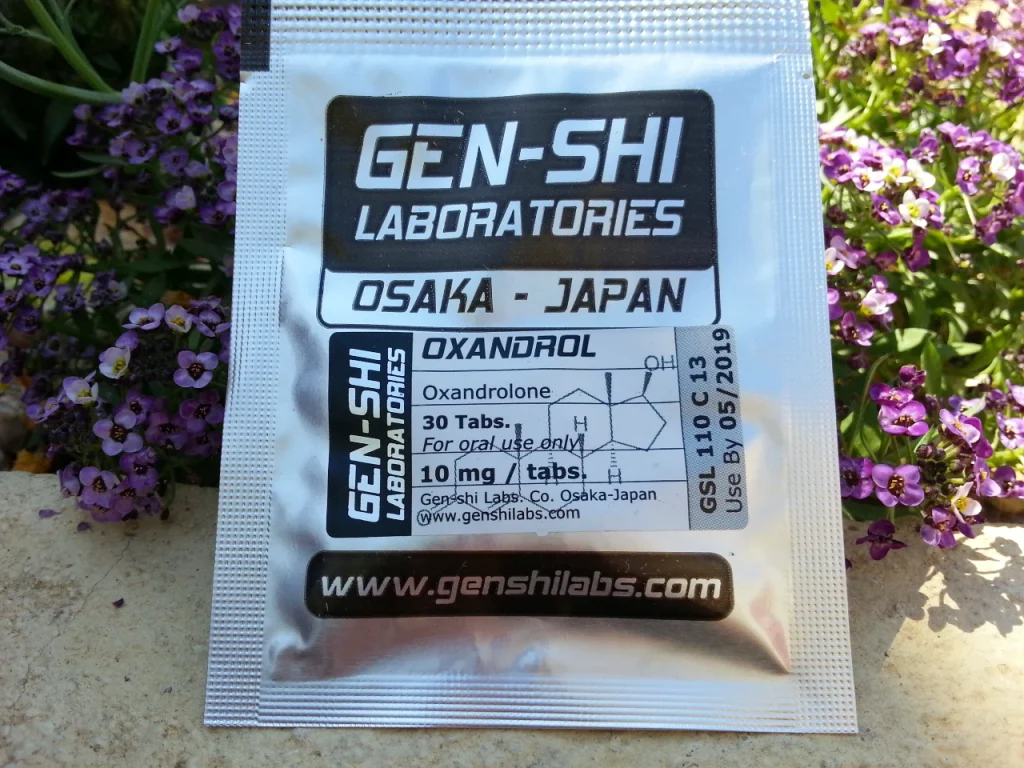 GEN-SHI
LABORATORIES
OSAKA - JAPAN
GEN-SHI
LABORATORIES
OXANDROL
Oxandrolone
30 Tabs.
For oral use only
10 mg / tabs.
Gen-shi Labs. Co. Osaka-Japan
www.genshilabs.com
OH
H
H
GSL 110 C 13
Use By 05/2019
www.genshilabs.com